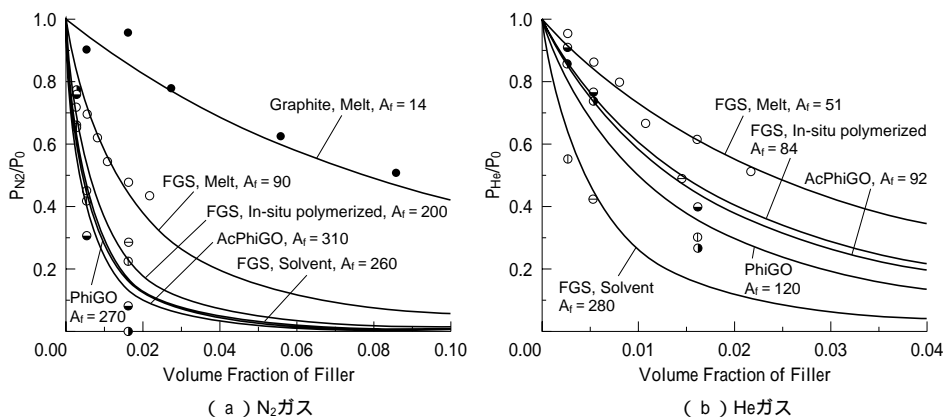 P_N2/P_0
1.0
0.8
0.6
0.4
0.2
0.00
0.02
0.04
0.06
0.08
0.10
Graphite, Melt, A_f = 14
FGS, Melt, A_f = 90
FGS, In-situ polymerized, A_f = 200
AcPhiGO, A_f = 310
FGS, Solvent, A_f = 260
PhiGO
A_f = 270
Volume Fraction of Filler
( a ) N₂ガス
P_He/P_0
1.0
0.8
0.6
0.4
0.2
0.00
0.01
0.02
0.03
0.04
FGS, Melt, A_f = 51
FGS, In-situ polymerized
A_f = 84
AcPhiGO, A_f = 92
PhiGO
A_f = 120
FGS, Solvent
A_f = 280
Volume Fraction of Filler
( b ) Heガス